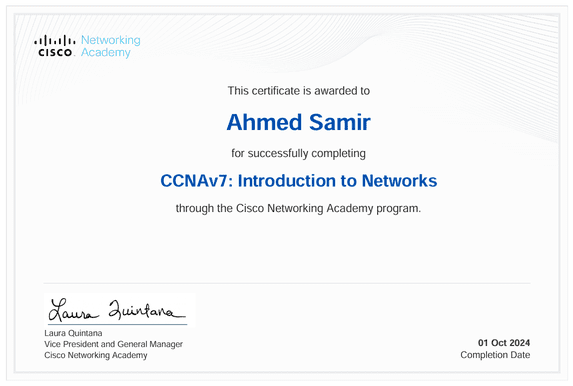 CISCO
Networking
Academy
This certificate is awarded to
Ahmed Samir
for successfully completing
CCNAv7: Introduction to Networks
through the Cisco Networking Academy program.
Laura Quintana
Laura Quintana
Vice President and General Manager
Cisco Networking Academy
01 Oct 2024
Completion Date